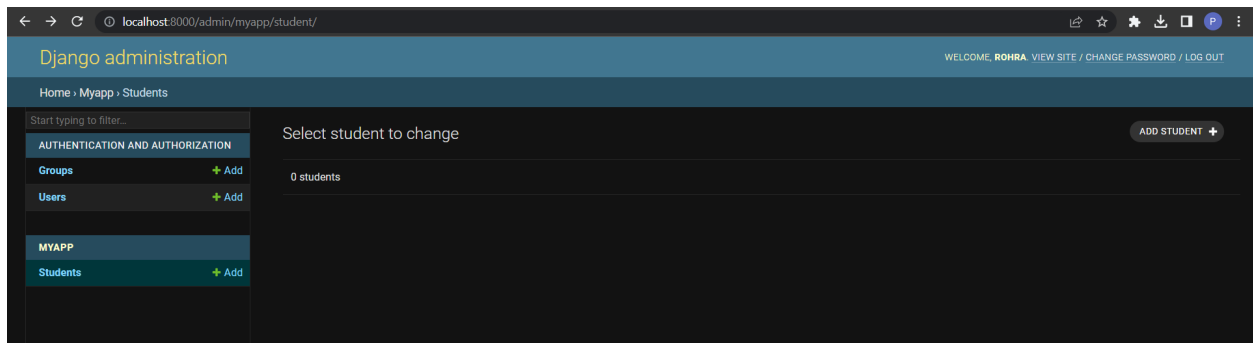 localhost:8000/admin/myapp/student/
P
Django administration
WELCOME, ROHRA. VIEW SITE / CHANGE PASSWORD / LOG OUT
Home › Myapp › Students
Start typing to filter...
AUTHENTICATION AND AUTHORIZATION
Groups + Add
Users + Add
MYAPP
Students + Add
Select student to change
ADD STUDENT +
0 students